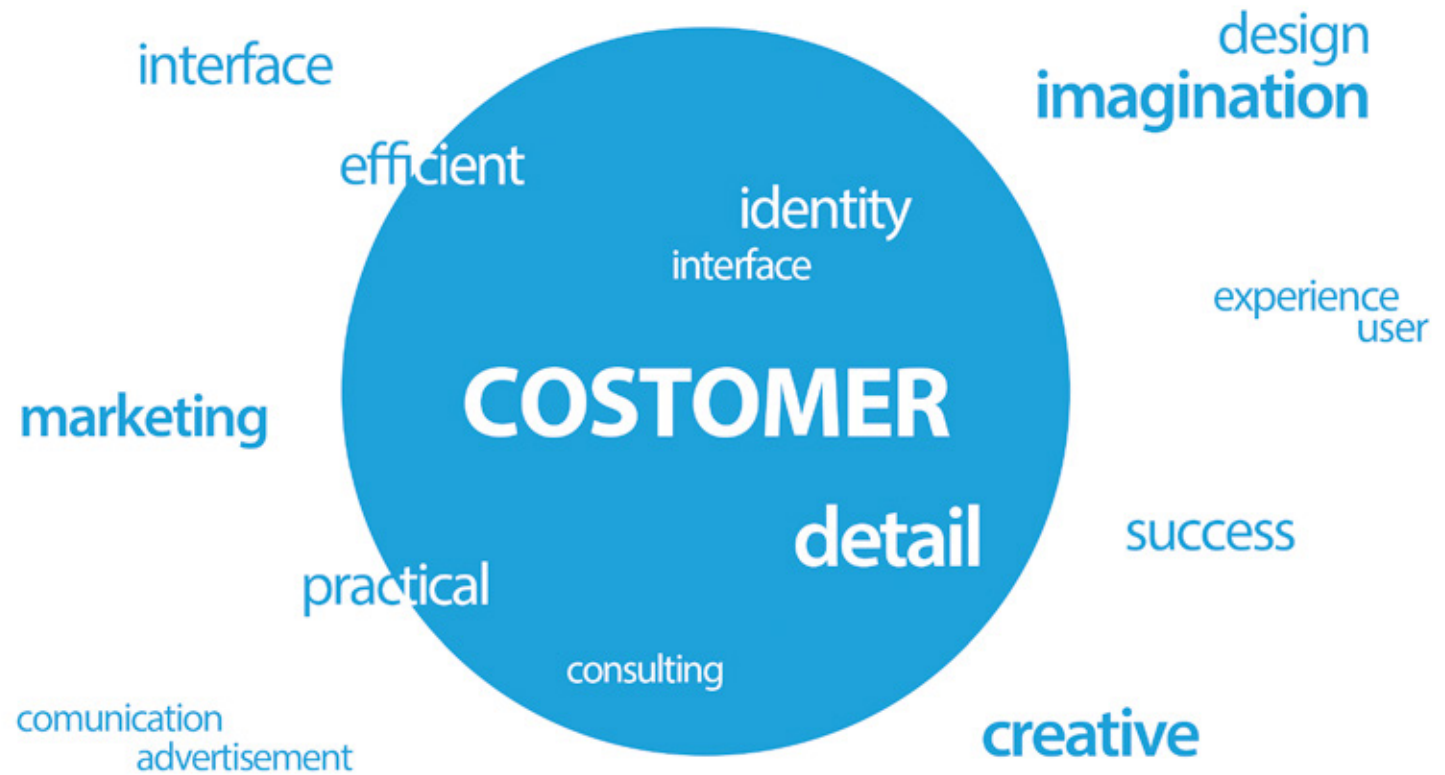 design
interface
imagination
efficient
identity
interface
experience
user
COSTOMER
marketing
detail
success
practical
consulting
comunication
creative
advertisement